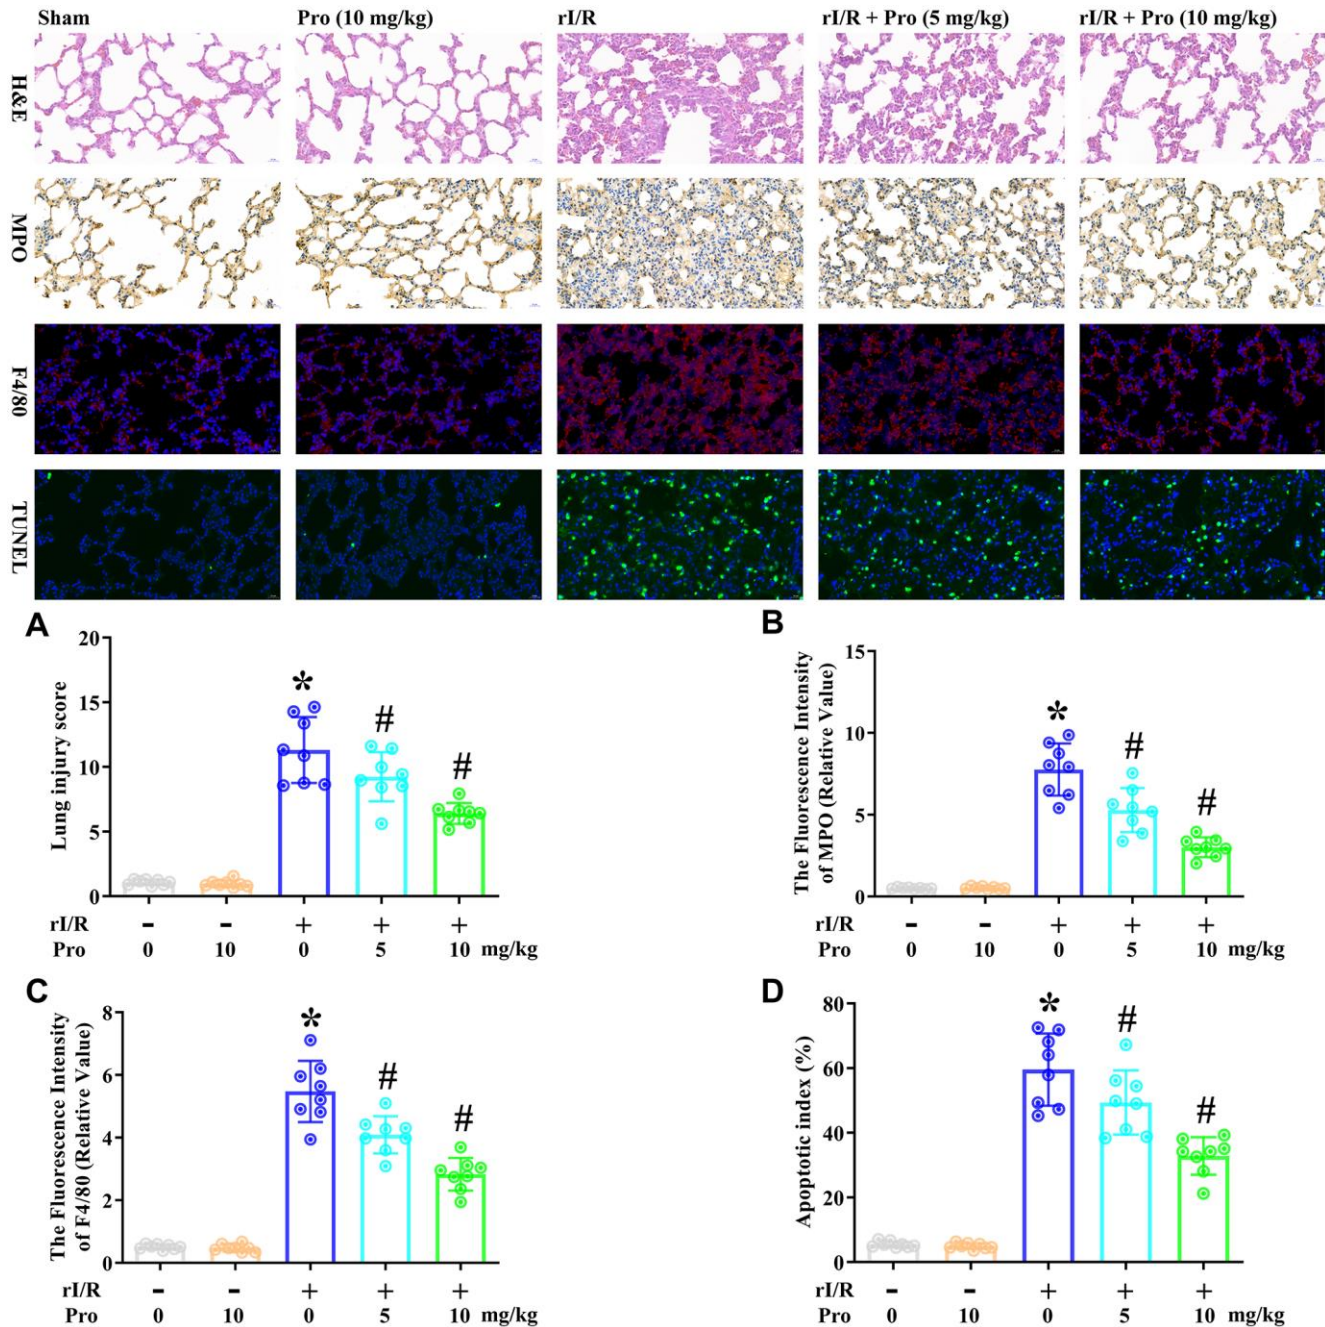 Sham Pro (10 mg/kg) rI/R rI/R + Pro (5 mg/kg) rI/R + Pro (10 mg/kg)
H&E
MPO
F4/80
TUNEL
A
Lung injury score
20
15
10
5
0
*
#
#
rI/R - - + + +
Pro 0 10 0 5 10 mg/kg
B
The Fluorescence Intensity
of MPO (Relative Value)
15
10
5
0
*
#
#
rI/R - - + + +
Pro 0 10 0 5 10 mg/kg
C
The Fluorescence Intensity
of F4/80 (Relative Value)
8
6
4
2
0
*
#
#
rI/R - - + + +
Pro 0 10 0 5 10 mg/kg
D
Apoptotic index (%)
80
60
40
20
0
*
#
#
rI/R - - + + +
Pro 0 10 0 5 10 mg/kg